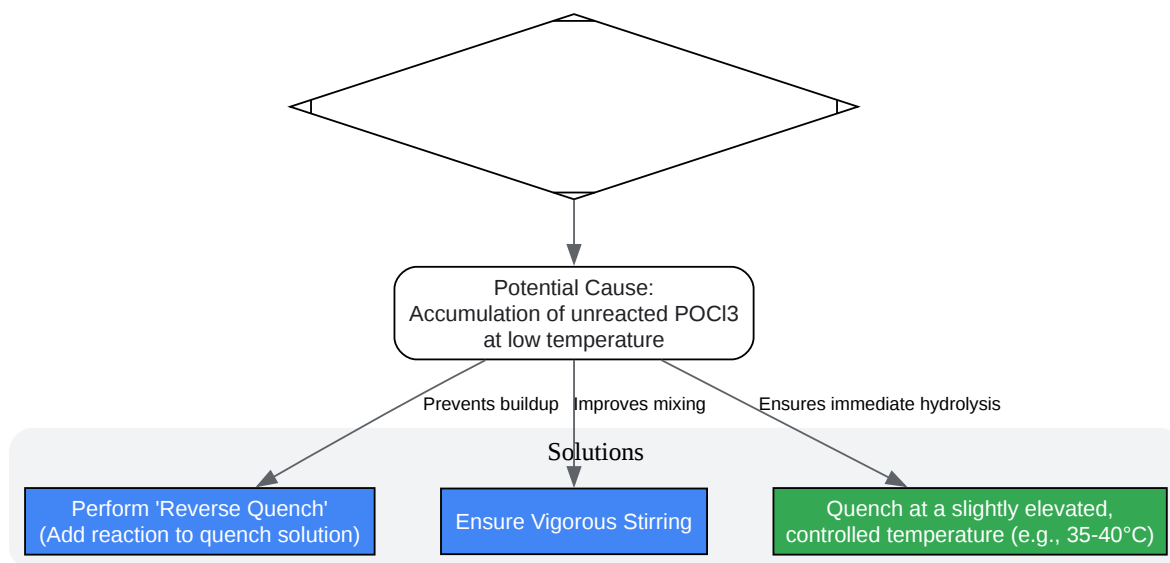 Potential Cause:
Accumulation of unreacted POCl3
at low temperature
Prevents buildup
Improves mixing
Ensures immediate hydrolysis
Solutions
Perform 'Reverse Quench'
(Add reaction to quench solution)
Ensure Vigorous Stirring
Quench at a slightly elevated,
controlled temperature (e.g., 35-40°C)